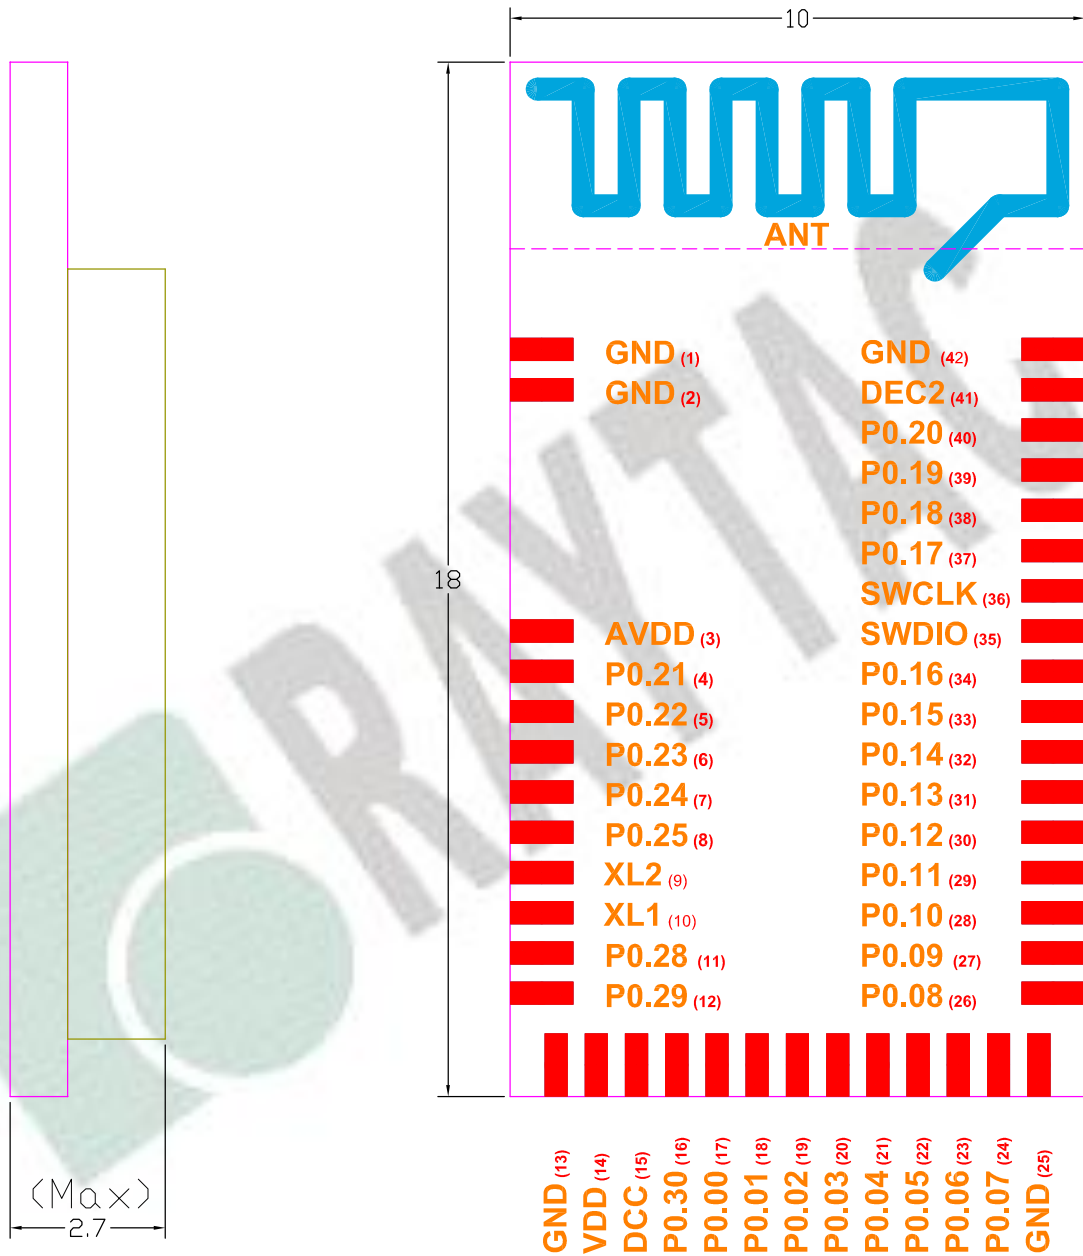 10
ANT
GND (1)
GND (2)
AVDD (3)
P0.21 (4)
P0.22 (5)
P0.23 (6)
P0.24 (7)
P0.25 (8)
XL2 (9)
XL1 (10)
P0.28 (11)
P0.29 (12)
GND (42)
DEC2 (41)
P0.20 (40)
P0.19 (39)
P0.18 (38)
P0.17 (37)
SWCLK (36)
SWDIO (35)
P0.16 (34)
P0.15 (33)
P0.14 (32)
P0.13 (31)
P0.12 (30)
P0.11 (29)
P0.10 (28)
P0.09 (27)
P0.08 (26)
18
RAYTAC
GND (13)
VDD (14)
DCC (15)
P0.30 (16)
P0.00 (17)
P0.01 (18)
P0.02 (19)
P0.03 (20)
P0.04 (21)
P0.05 (22)
P0.06 (23)
P0.07 (24)
GND (25)
(Max)
2.7